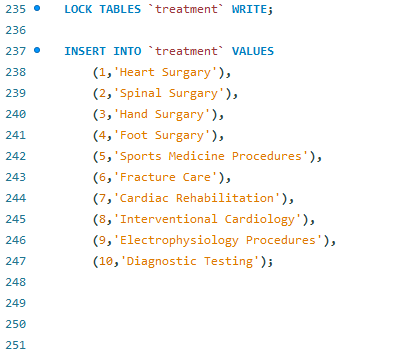 235 LOCK TABLES `treatment` WRITE;
236
237 INSERT INTO `treatment` VALUES
238 (1,'Heart Surgery'),
239 (2,'Spinal Surgery'),
240 (3,'Hand Surgery'),
241 (4,'Foot Surgery'),
242 (5,'Sports Medicine Procedures'),
243 (6,'Fracture Care'),
244 (7,'Cardiac Rehabilitation'),
245 (8,'Interventional Cardiology'),
246 (9,'Electrophysiology Procedures'),
247 (10,'Diagnostic Testing');
248
249
250
251